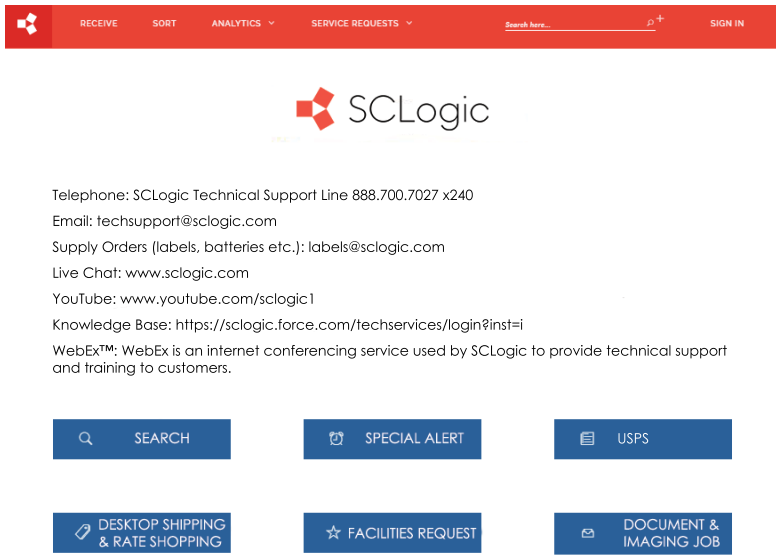 RECEIVE SORT ANALYTICS SERVICE REQUESTS Search here... SIGN IN
SCLogic
Telephone: SCLogic Technical Support Line 888.700.7027 x240
Email: techsupport@sclogic.com
Supply Orders (labels, batteries etc.): labels@sclogic.com
Live Chat: www.sclogic.com
YouTube: www.youtube.com/sclogic1
Knowledge Base: https://sclogic.force.com/techservices/login?inst=i
WebEx™: WebEx is an internet conferencing service used by SCLogic to provide technical support
and training to customers.
SEARCH
SPECIAL ALERT
USPS
DESKTOP SHIPPING
& RATE SHOPPING
FACILITIES REQUEST
DOCUMENT &
IMAGING JOB